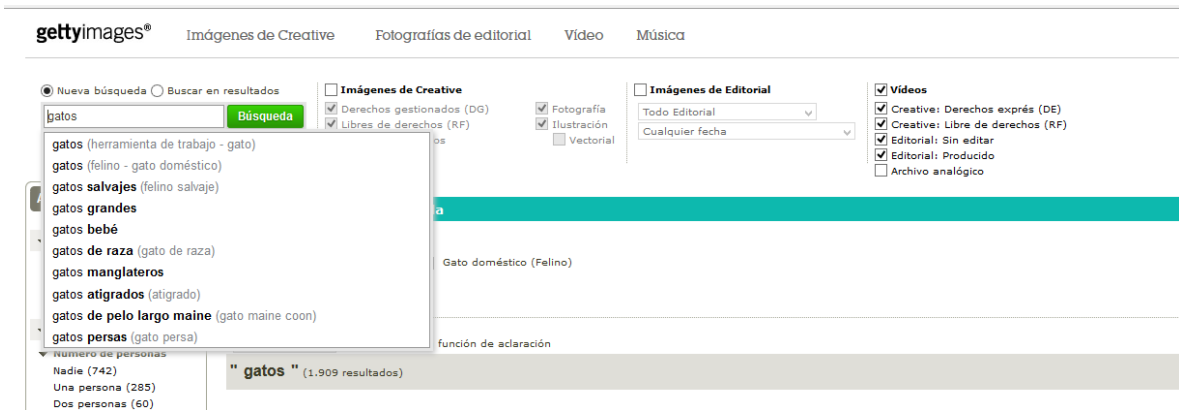 gettyimages® Imágenes de Creative Fotografías de editorial Vídeo Música
Nueva búsqueda Buscar en resultados
gatos Búsqueda
gatos (herramienta de trabajo - gato)
gatos (felino - gato doméstico)
gatos salvajes (felino salvaje)
gatos grandes
gatos bebé
gatos de raza (gato de raza)
gatos manglateros
gatos atigrados (atigrado)
gatos de pelo largo maine (gato maine coon)
gatos persas (gato persa)
Imágenes de Creative
Derechos gestionados (DG) Fotografía
Libres de derechos (RF) Ilustración
Vectorial
Imágenes de Editorial
Todo Editorial
Cualquier fecha
Vídeos
Creative: Derechos exprés (DE)
Creative: Libre de derechos (RF)
Editorial: Sin editar
Editorial: Producido
Archivo analógico
Gato doméstico (Felino)
función de aclaración
Número de personas
Nadie (742)
Una persona (285)
Dos personas (60)
" gatos " (1.909 resultados)